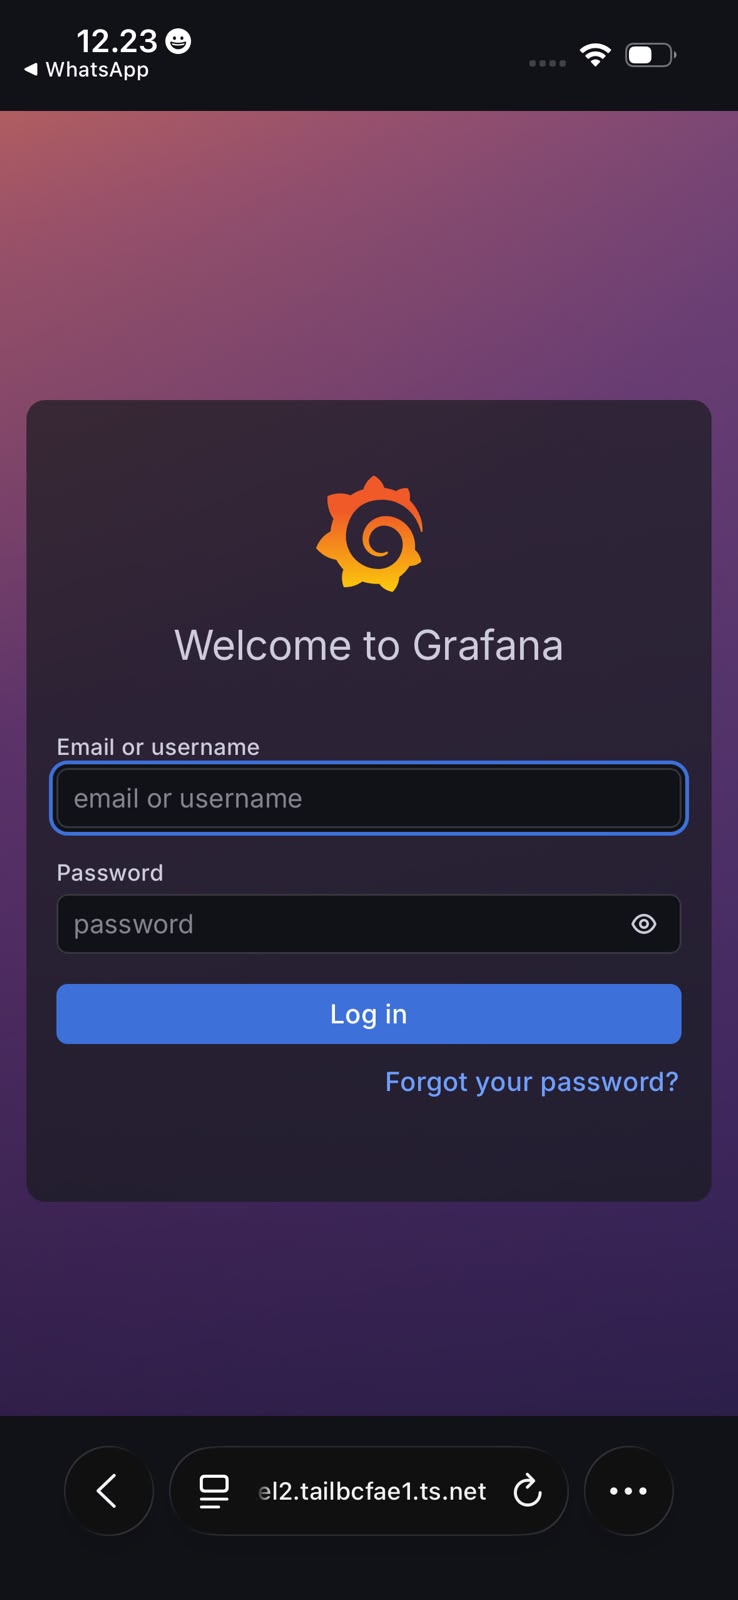 12.23
◀ WhatsApp
Welcome to Grafana
Email or username
email or username
Password
password
Log in
Forgot your password?
el2.tailbcfae1.ts.net